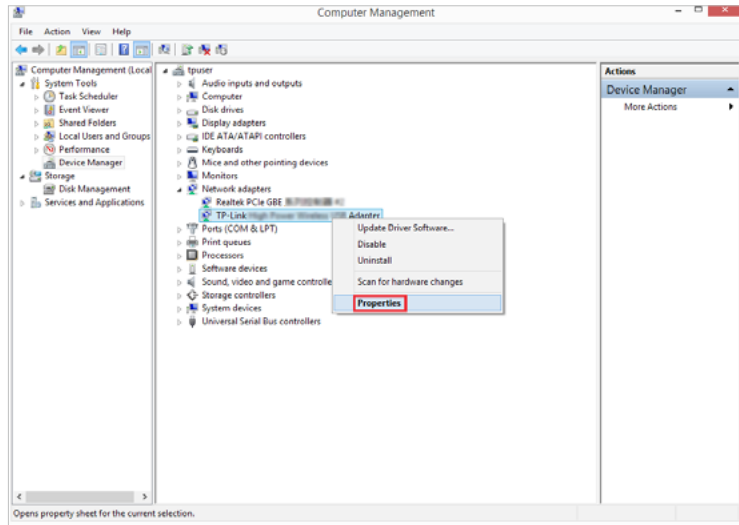 Computer Management
File Action View Help
Computer Management (Local
System Tools
Task Scheduler
Event Viewer
Shared Folders
Local Users and Groups
Performance
Device Manager
Storage
Disk Management
Services and Applications
tpuser
Audio inputs and outputs
Computer
Disk drives
Display adapters
IDE ATA/ATAPI controllers
Keyboards
Mice and other pointing devices
Monitors
Network adapters
Realtek PCIe GBE
TP-Link Adapter
Ports (COM & LPT)
Print queues
Processors
Software devices
Sound, video and game controlle
Storage controllers
System devices
Universal Serial Bus controllers
Update Driver Software...
Disable
Uninstall
Scan for hardware changes
Properties
Actions
Device Manager
More Actions
Opens property sheet for the current selection.